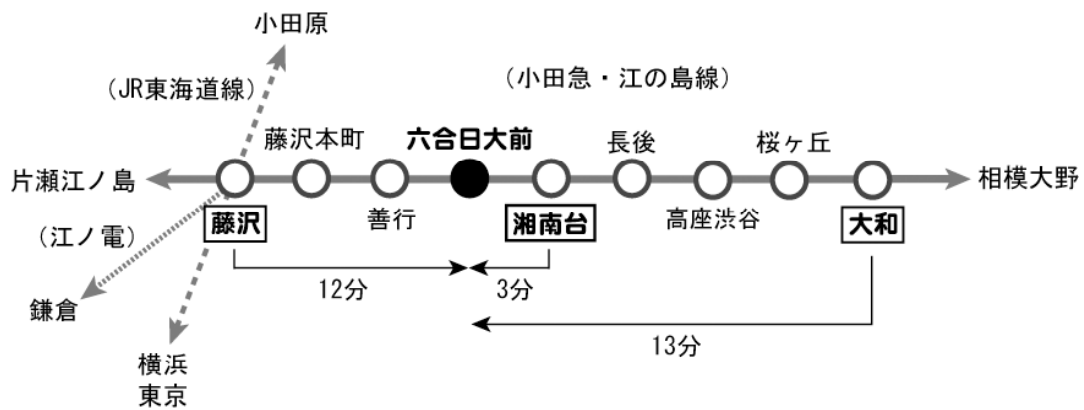 小田原
(JR東海道線)
(小田急・江の島線)
藤沢本町
六合日大前
長後
桜ヶ丘
片瀬江ノ島
相模大野
藤沢
善行
湘南台
高座渋谷
大和
(江ノ電)
12分
3分
鎌倉
13分
横浜
東京